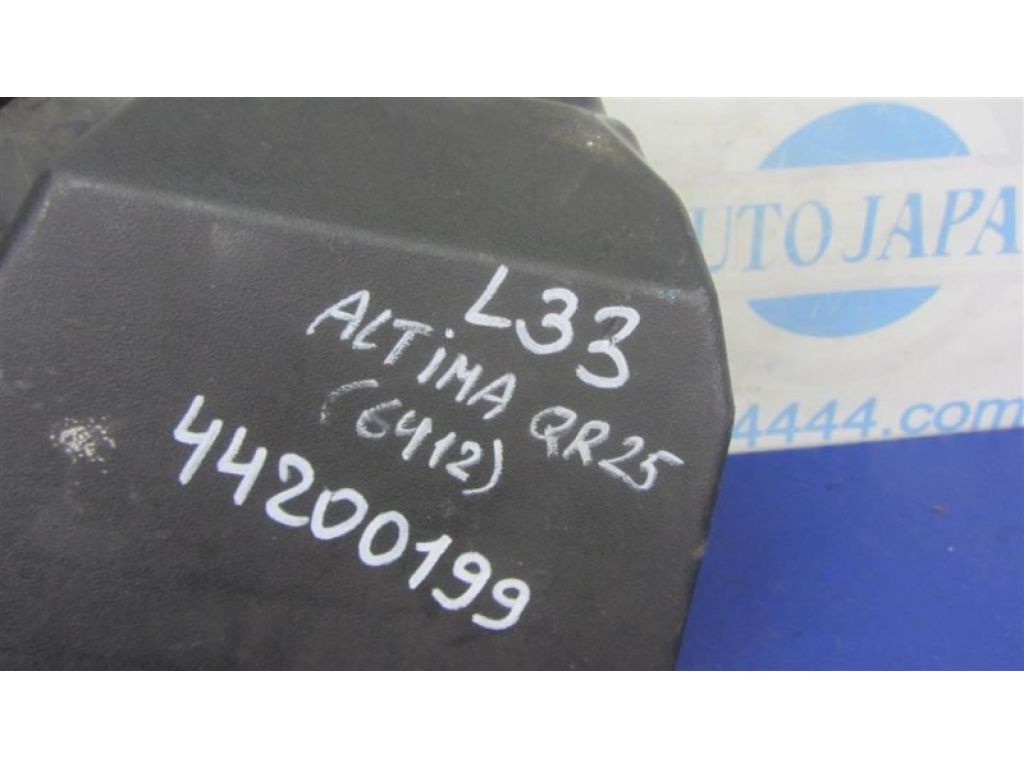 L33
ALTIMA QR25
(6412)
44200199
UTO JAPA
4444.com